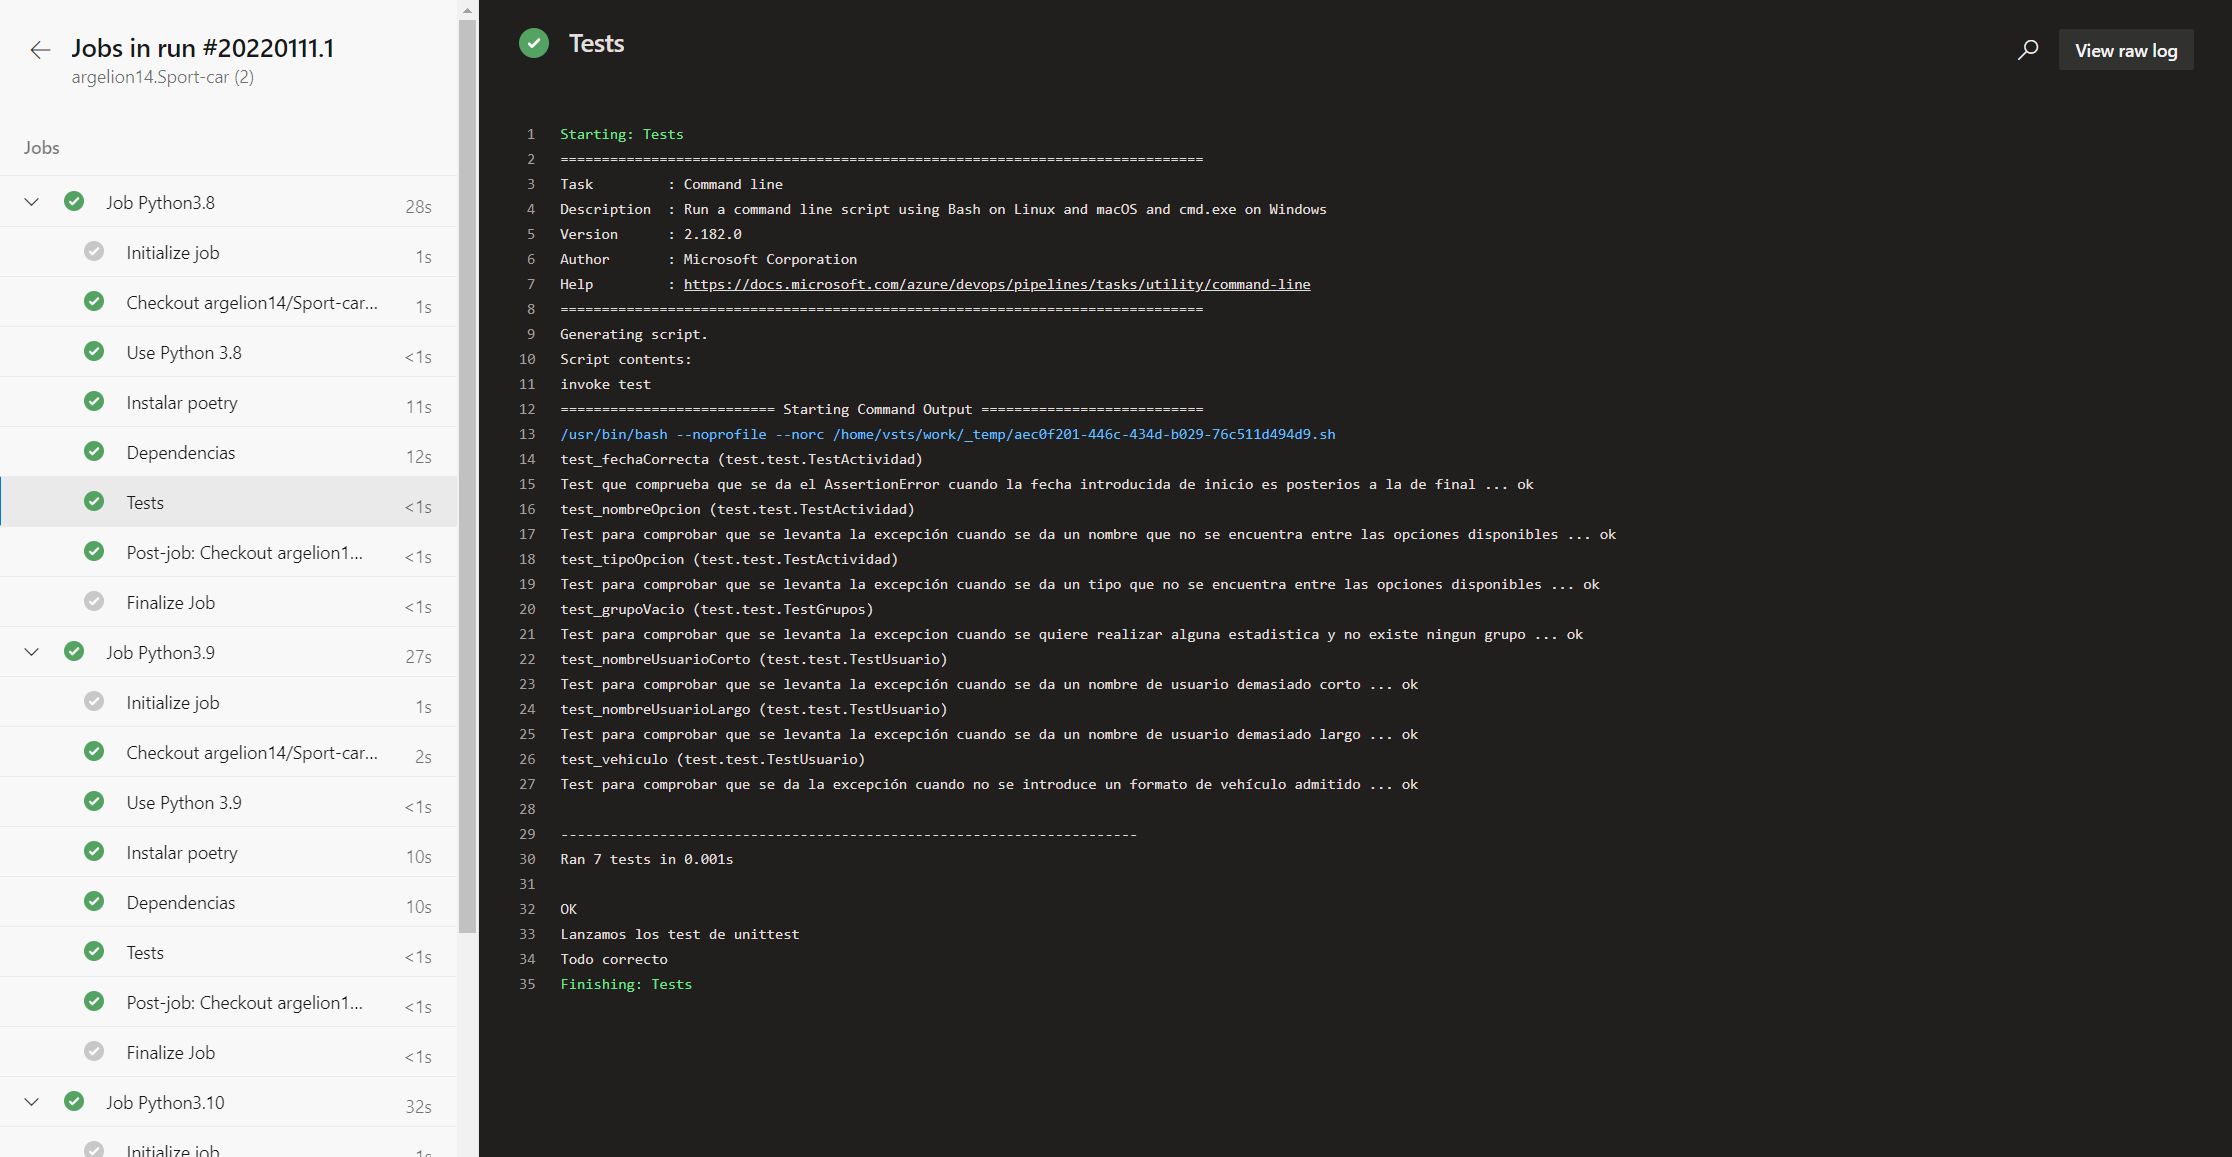 Jobs in run #20220111.1
argelion14.Sport-car (2)
Jobs
Job Python3.8 28s
Initialize job 1s
Checkout argelion14/Sport-car... 1s
Use Python 3.8 <1s
Instalar poetry 11s
Dependencias 12s
Tests <1s
Post-job: Checkout argelion1... <1s
Finalize Job <1s
Job Python3.9 27s
Initialize job 1s
Checkout argelion14/Sport-car... 2s
Use Python 3.9 <1s
Instalar poetry 10s
Dependencias 10s
Tests <1s
Post-job: Checkout argelion1... <1s
Finalize Job <1s
Job Python3.10 32s
Initialize job 1s
Tests
View raw log
1 Starting: Tests
2 ==============================================================================
3 Task         : Command line
4 Description  : Run a command line script using Bash on Linux and macOS and cmd.exe on Windows
5 Version      : 2.182.0
6 Author       : Microsoft Corporation
7 Help         : https://docs.microsoft.com/azure/devops/pipelines/tasks/utility/command-line
8 ==============================================================================
9 Generating script.
10 Script contents:
11 invoke test
12 ========================== Starting Command Output ===========================
13 /usr/bin/bash --noprofile --norc /home/vsts/work/_temp/aec0f201-446c-434d-b029-76c511d494d9.sh
14 test_fechaCorrecta (test.test.TestActividad)
15 Test que comprueba que se da el AssertionError cuando la fecha introducida de inicio es posterios a la de final ... ok
16 test_nombreOpcion (test.test.TestActividad)
17 Test para comprobar que se levanta la excepción cuando se da un nombre que no se encuentra entre las opciones disponibles ... ok
18 test_tipoOpcion (test.test.TestActividad)
19 Test para comprobar que se levanta la excepción cuando se da un tipo que no se encuentra entre las opciones disponibles ... ok
20 test_grupoVacio (test.test.TestGrupos)
21 Test para comprobar que se levanta la excepcion cuando se quiere realizar alguna estadistica y no existe ningun grupo ... ok
22 test_nombreUsuarioCorto (test.test.TestUsuario)
23 Test para comprobar que se levanta la excepción cuando se da un nombre de usuario demasiado corto ... ok
24 test_nombreUsuarioLargo (test.test.TestUsuario)
25 Test para comprobar que se levanta la excepción cuando se da un nombre de usuario demasiado largo ... ok
26 test_vehiculo (test.test.TestUsuario)
27 Test para comprobar que se da la excepción cuando no se introduce un formato de vehículo admitido ... ok
28
29 ----------------------------------------------------------------------
30 Ran 7 tests in 0.001s
31
32 OK
33 Lanzamos los test de unittest
34 Todo correcto
35 Finishing: Tests